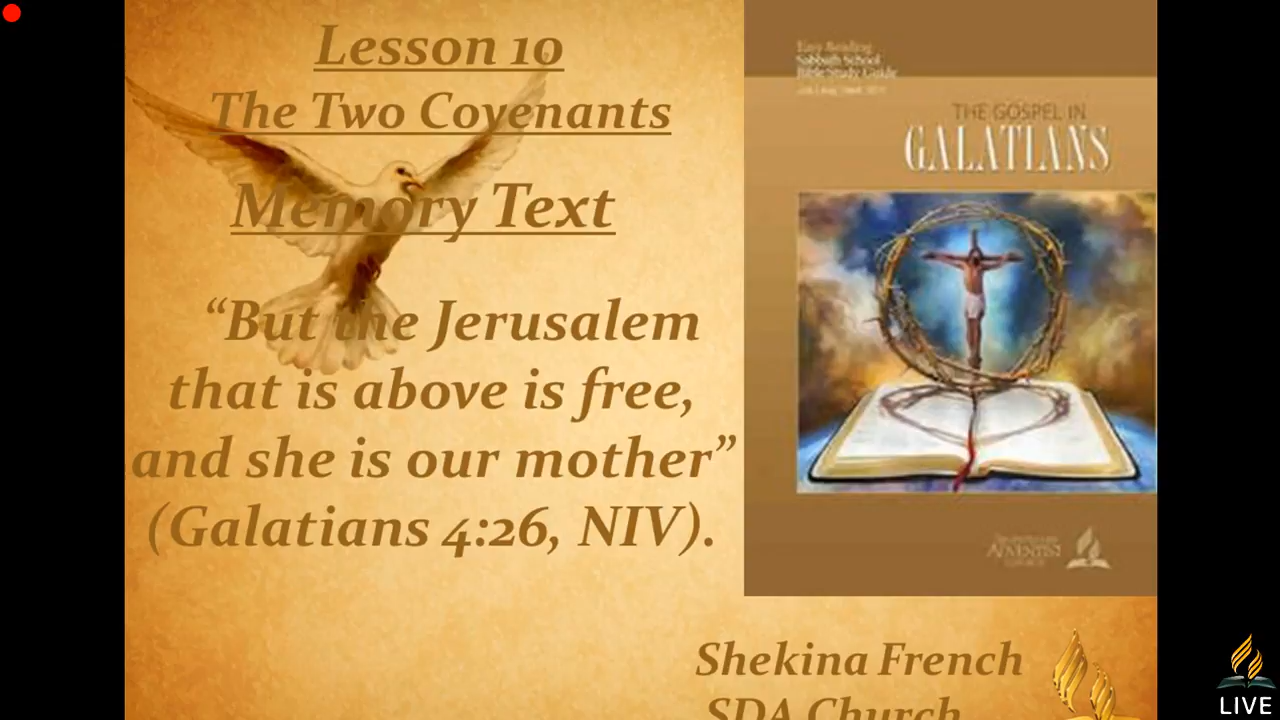 Lesson 10
The Two Covenants
Memory Text
“But the Jerusalem
that is above is free,
and she is our mother”
(Galatians 4:26, NIV).
Easy Reading
Sabbath School
Bible Study Guide
THE GOSPEL IN
GALATIANS
ADVENTIST
CHURCH
Shekina French
SDA Church
LIVE